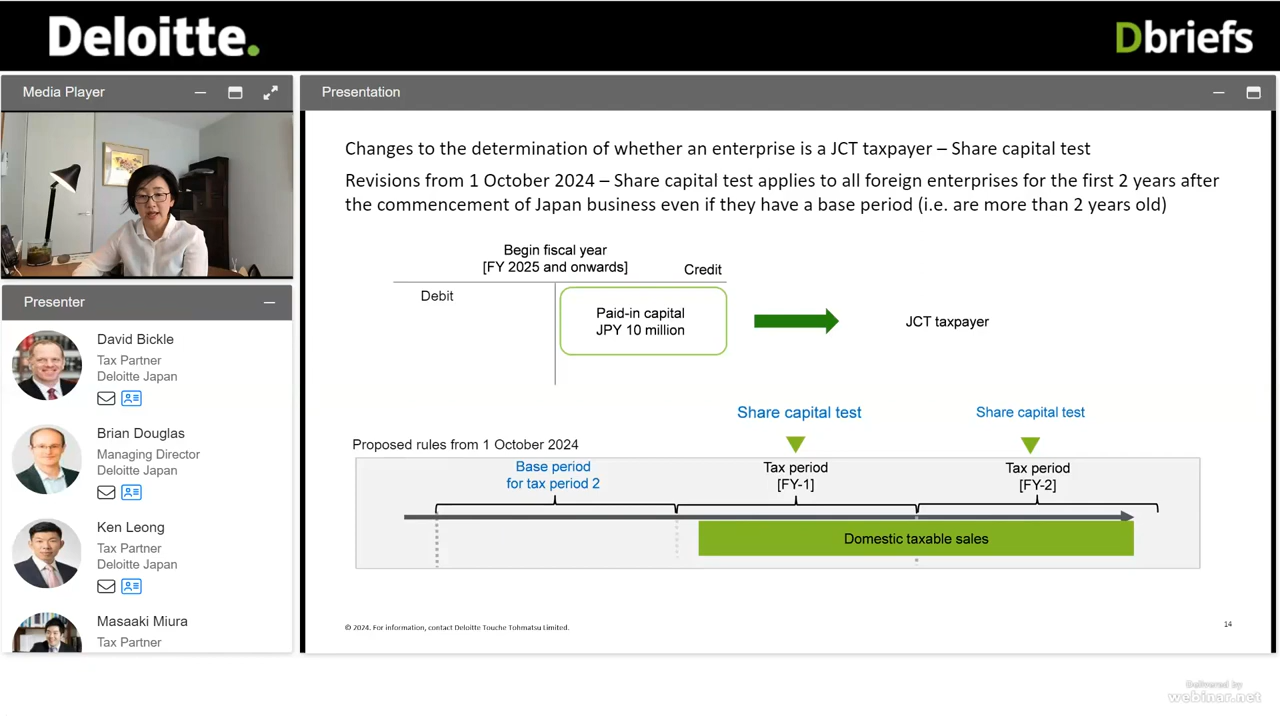 Deloitte.
Dbriefs
Media Player
Presentation
Presenter
David Bickle
Tax Partner
Deloitte Japan
Brian Douglas
Managing Director
Deloitte Japan
Ken Leong
Tax Partner
Deloitte Japan
Masaaki Miura
Tax Partner
Changes to the determination of whether an enterprise is a JCT taxpayer – Share capital test
Revisions from 1 October 2024 – Share capital test applies to all foreign enterprises for the first 2 years after
the commencement of Japan business even if they have a base period (i.e. are more than 2 years old)
Begin fiscal year
[FY 2025 and onwards]
Credit
Debit
Paid-in capital
JPY 10 million
JCT taxpayer
Share capital test
Share capital test
Proposed rules from 1 October 2024
Base period
for tax period 2
Tax period
[FY-1]
Tax period
[FY-2]
Domestic taxable sales
© 2024. For information, contact Deloitte Touche Tohmatsu Limited.
14
Delivered by
webinar.net